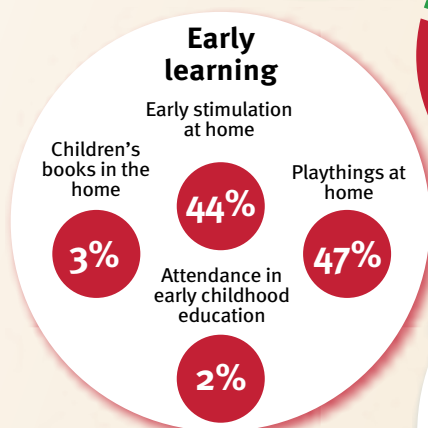 Early
learning
Early stimulation
at home
44%
Children's
books in the
home
3%
Playthings at
home
47%
Attendance in
early childhood
education
2%